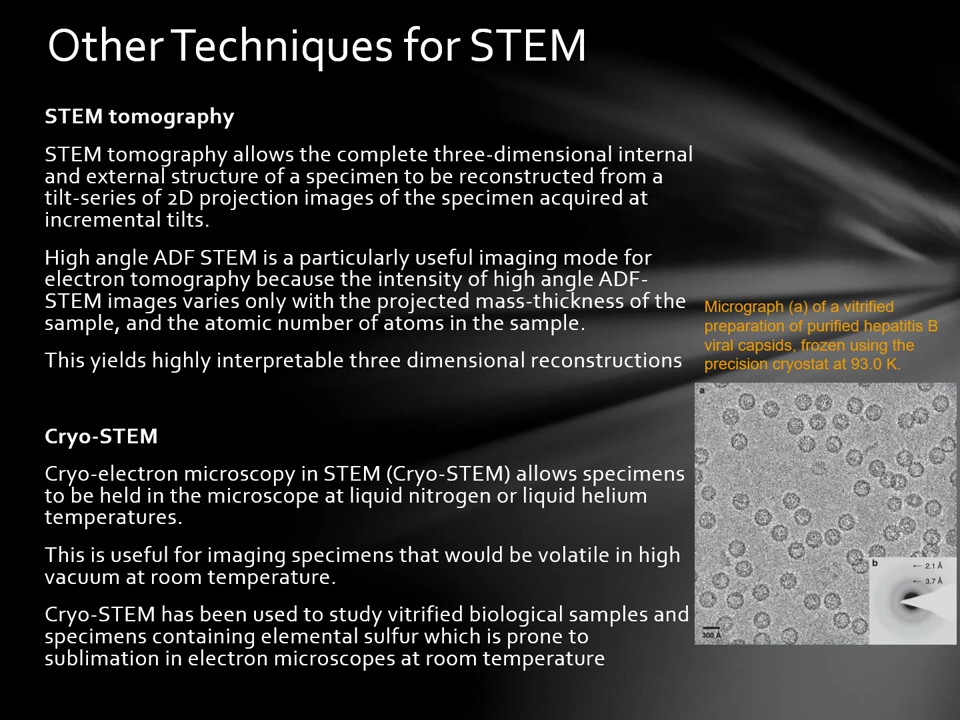 Other Techniques for STEM
STEM tomography
STEM tomography allows the complete three-dimensional internal
and external structure of a specimen to be reconstructed from a
tilt-series of 2D projection images of the specimen acquired at
incremental tilts.
High angle ADF STEM is a particularly useful imaging mode for
electron tomography because the intensity of high angle ADF-
STEM images varies only with the projected mass-thickness of the
sample, and the atomic number of atoms in the sample.
This yields highly interpretable three dimensional reconstructions
Cryo-STEM
Cryo-electron microscopy in STEM (Cryo-STEM) allows specimens
to be held in the microscope at liquid nitrogen or liquid helium
temperatures.
This is useful for imaging specimens that would be volatile in high
vacuum at room temperature.
Cryo-STEM has been used to study vitrified biological samples and
specimens containing elemental sulfur which is prone to
sublimation in electron microscopes at room temperature
Micrograph (a) of a vitrified
preparation of purified hepatitis B
viral capsids, frozen using the
precision cryostat at 93.0 K.
a
b
← 2.1 Å
← 3.7 Å
300 Å